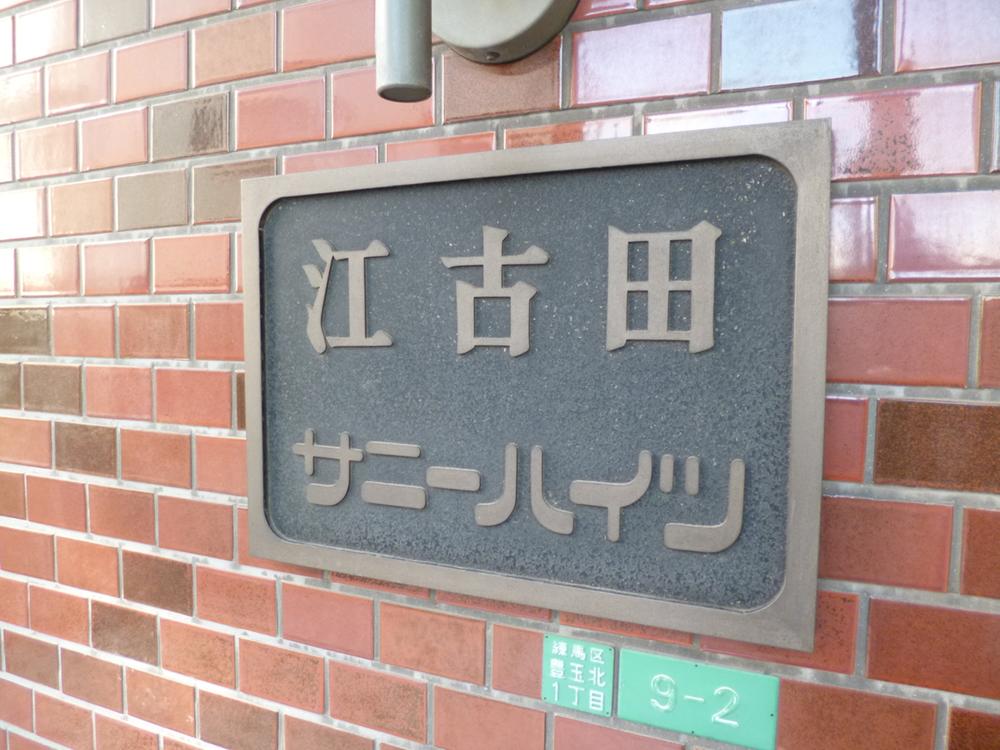 江古田
サニーハイツ
練馬区
豊玉北
1丁目
9-2